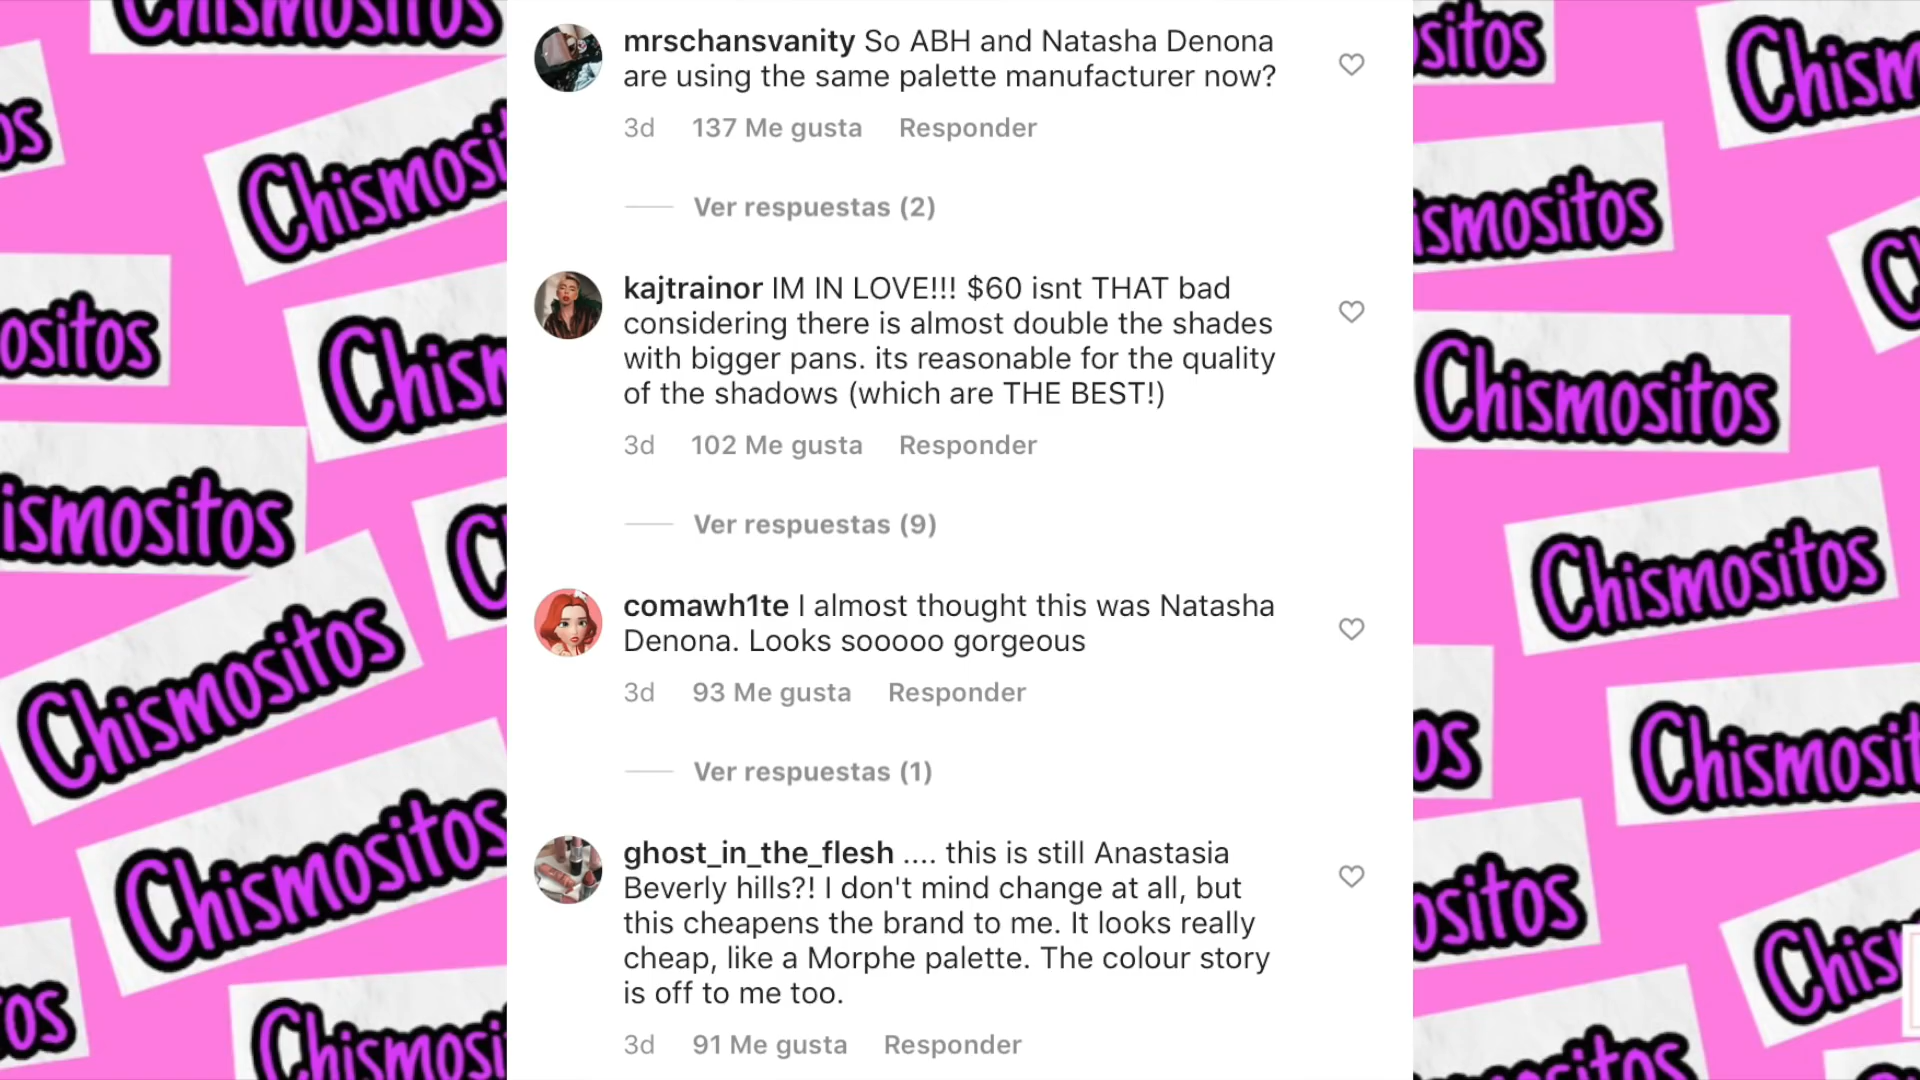 Chismositos
mrschansvanity So ABH and Natasha Denona
are using the same palette manufacturer now?
3d 137 Me gusta Responder
Ver respuestas (2)
kajtrainor IM IN LOVE!!! $60 isnt THAT bad
considering there is almost double the shades
with bigger pans. its reasonable for the quality
of the shadows (which are THE BEST!)
3d 102 Me gusta Responder
Ver respuestas (9)
comawh1te I almost thought this was Natasha
Denona. Looks sooooo gorgeous
3d 93 Me gusta Responder
Ver respuestas (1)
ghost_in_the_flesh .... this is still Anastasia
Beverly hills?! I don't mind change at all, but
this cheapens the brand to me. It looks really
cheap, like a Morphe palette. The colour story
is off to me too.
3d 91 Me gusta Responder
Chismositos
Chismositos
Chismositos